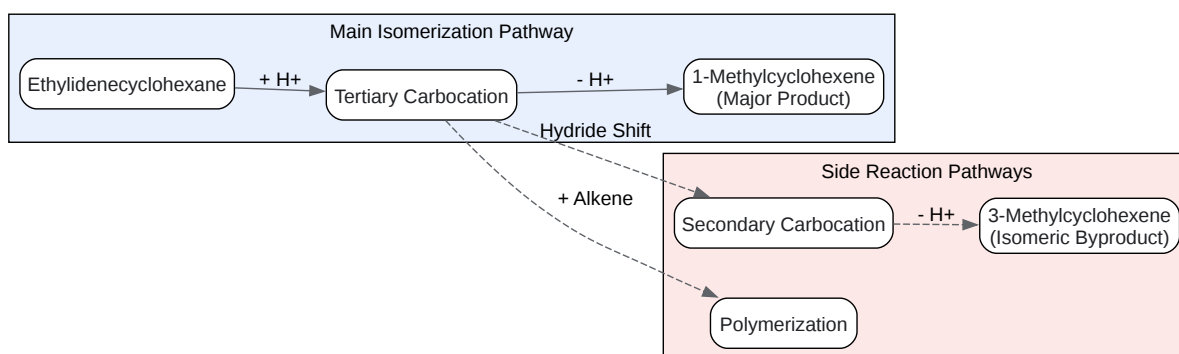 Main Isomerization Pathway
Ethylidenecyclohexane
+ H+
Tertiary Carbocation
- H+
1-Methylcyclohexene
(Major Product)
Hydride Shift
+ Alkene
Side Reaction Pathways
Secondary Carbocation
- H+
3-Methylcyclohexene
(Isomeric Byproduct)
Polymerization